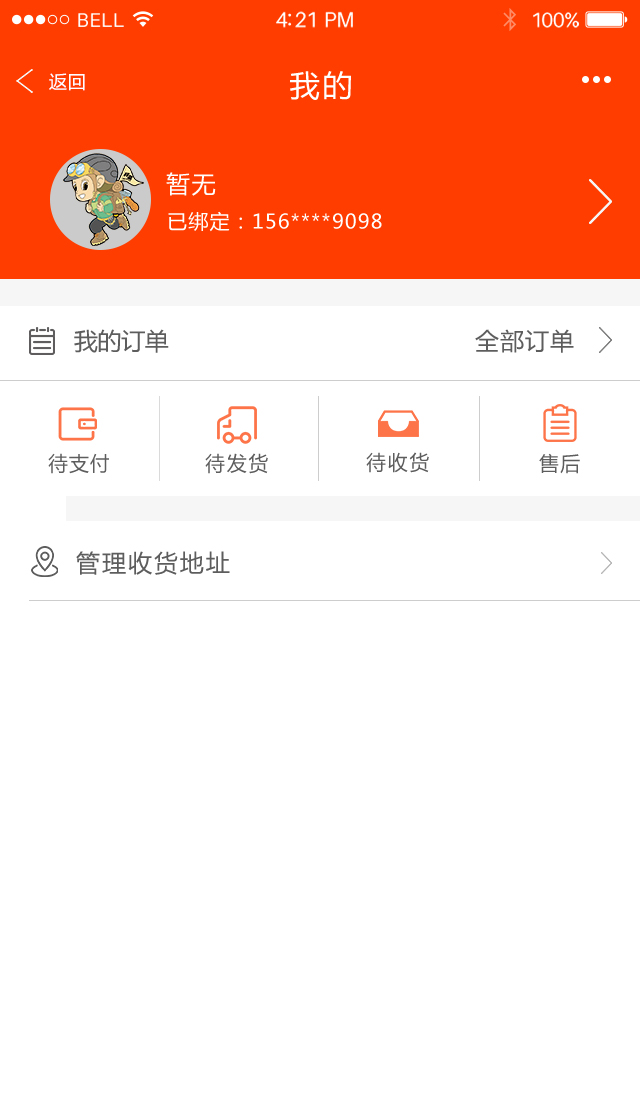 BELL 4:21 PM 100%
返回 我的
暂无
已绑定：156****9098
我的订单 全部订单
待支付 待发货 待收货 售后
管理收货地址